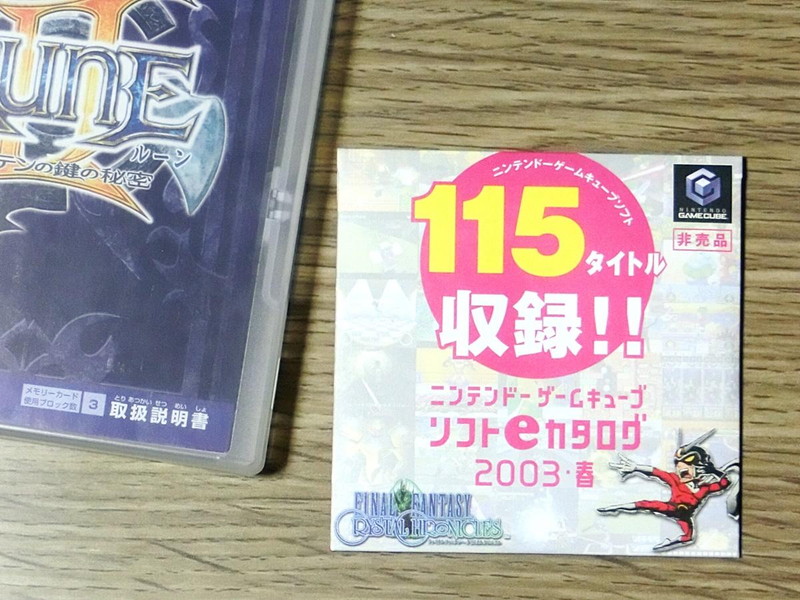 II
RUNE
ルーン
テンの鍵の秘密
メモリーカード
使用ブロック数
3
とり あつかい せつ めい しょ
取扱説明書
ニンテンドーゲームキューブソフト
115タイトル
収録!!
NINTENDO
GAMECUBE
非売品
ニンテンドーゲームキューブ
ソフトeカタログ
2003・春
FINAL FANTASY
CRYSTAL CHRONICLES